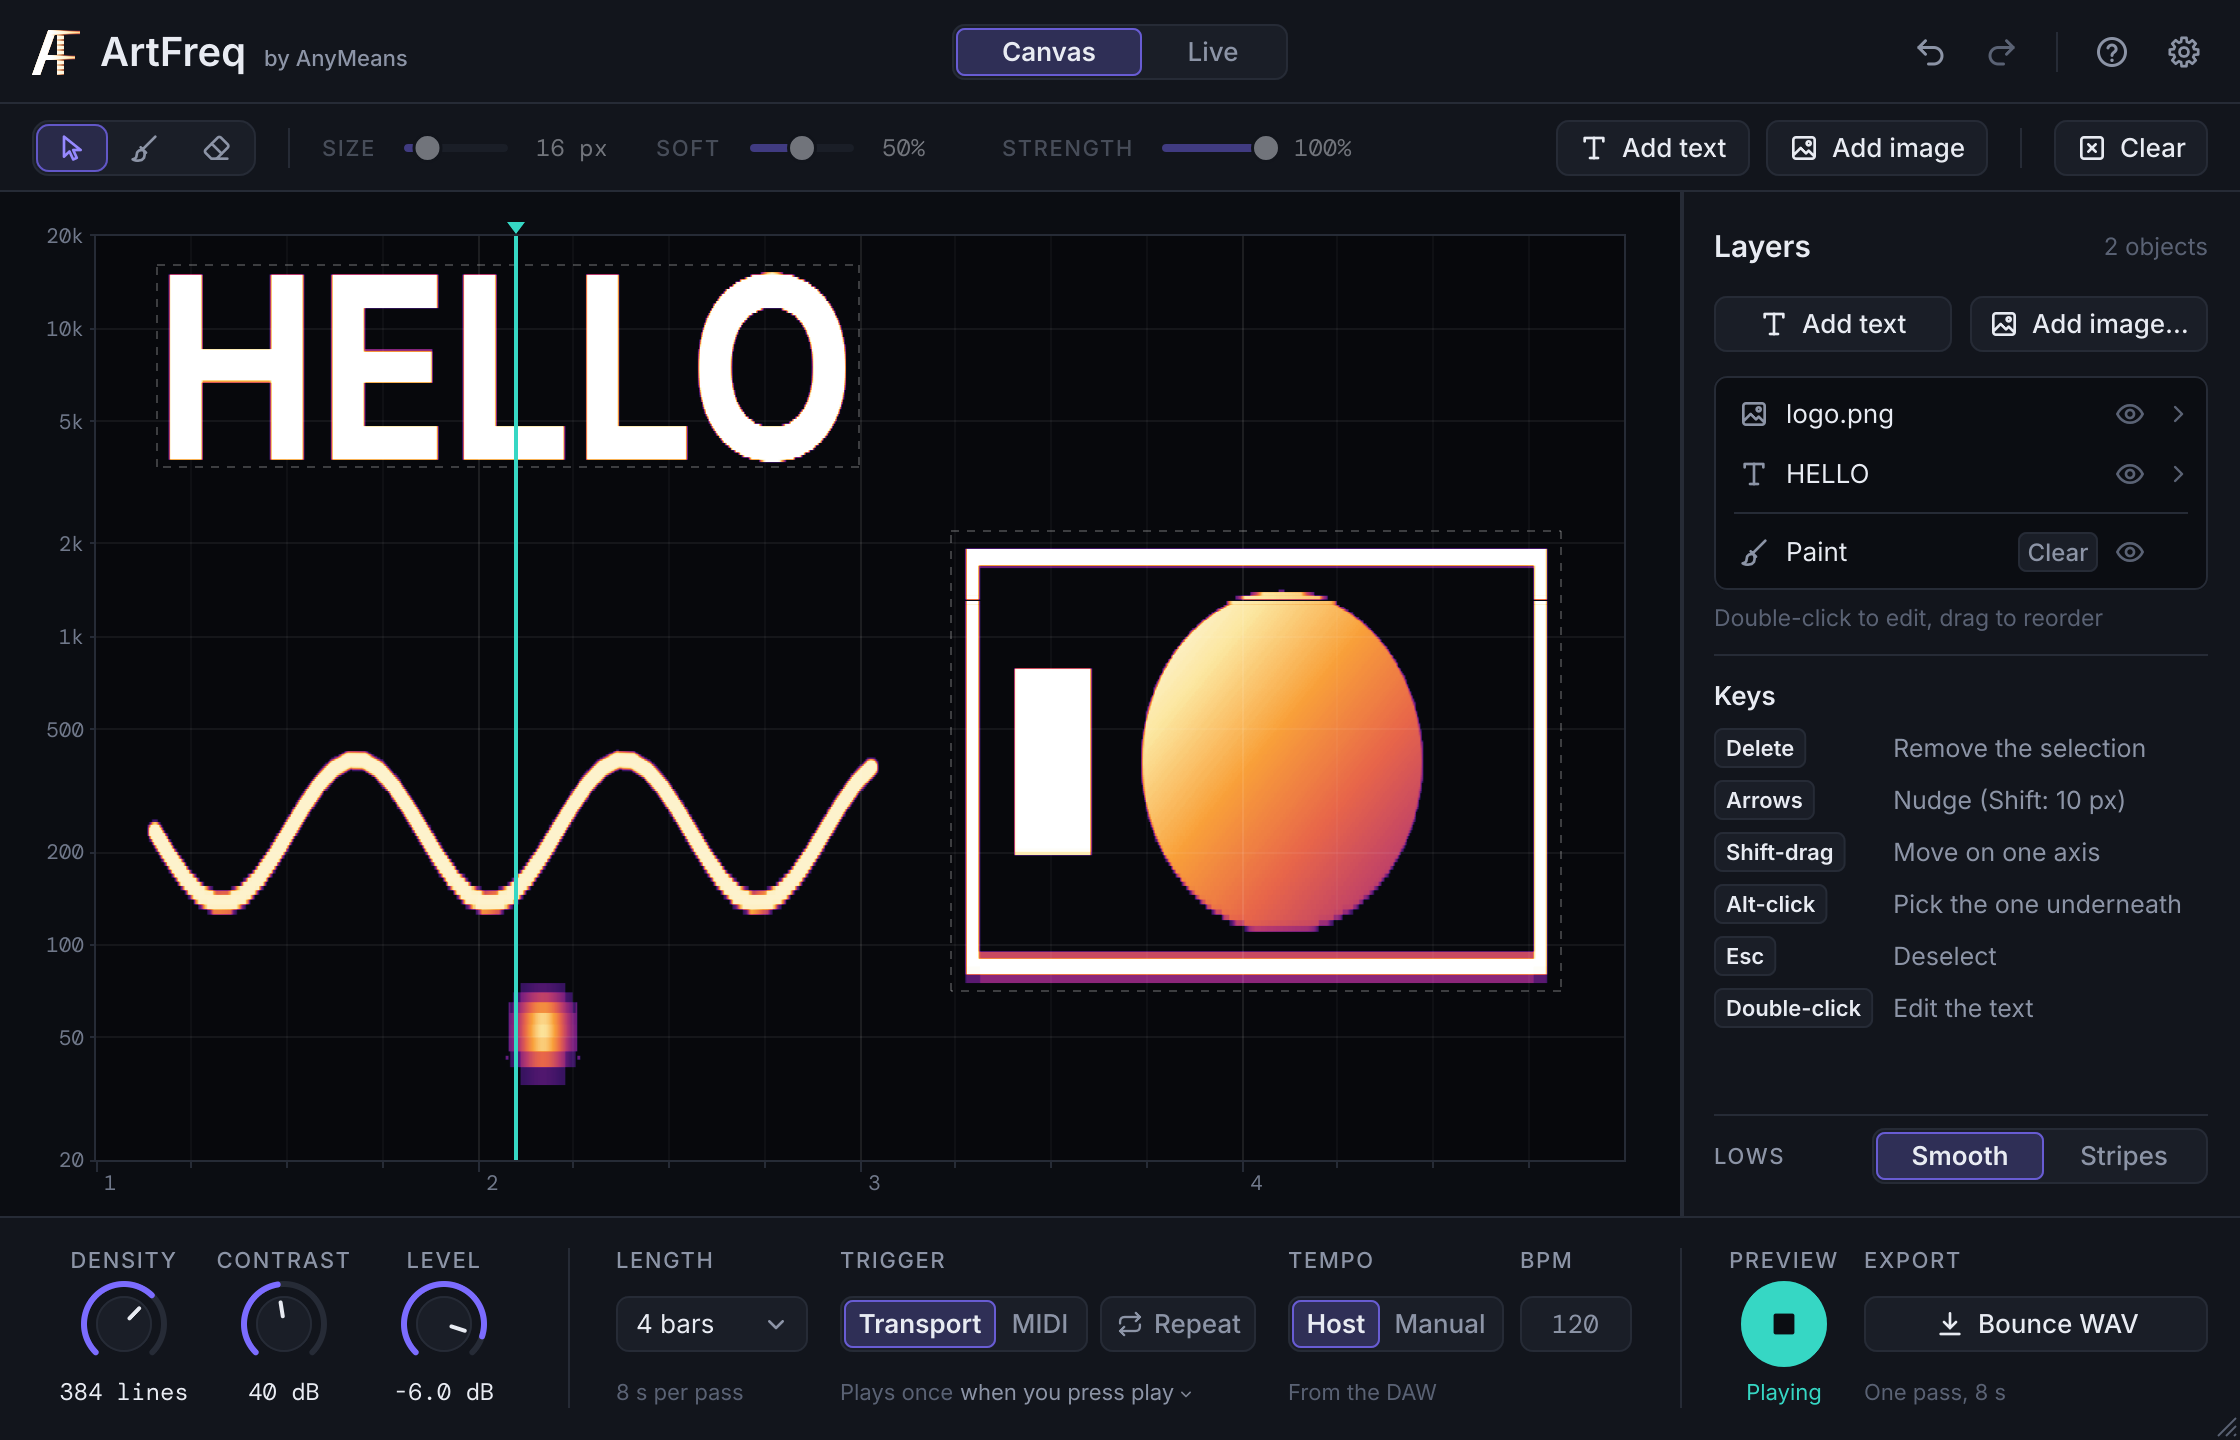 ArtFreq by AnyMeans
Canvas Live
SIZE 16 px SOFT 50% STRENGTH 100%
Add text Add image Clear
20k
10k
5k
2k
1k
500
200
100
50
20
1 2 3 4
HELLO
Layers 2 objects
Add text Add image...
logo.png
HELLO
Paint Clear
Double-click to edit, drag to reorder
Keys
Delete Remove the selection
Arrows Nudge (Shift: 10 px)
Shift-drag Move on one axis
Alt-click Pick the one underneath
Esc Deselect
Double-click Edit the text
LOWS Smooth Stripes
DENSITY CONTRAST LEVEL LENGTH TRIGGER TEMPO BPM PREVIEW EXPORT
4 bars Transport MIDI Repeat Host Manual 120 Bounce WAV
384 lines 40 dB -6.0 dB 8 s per pass Plays once when you press play From the DAW Playing One pass, 8 s